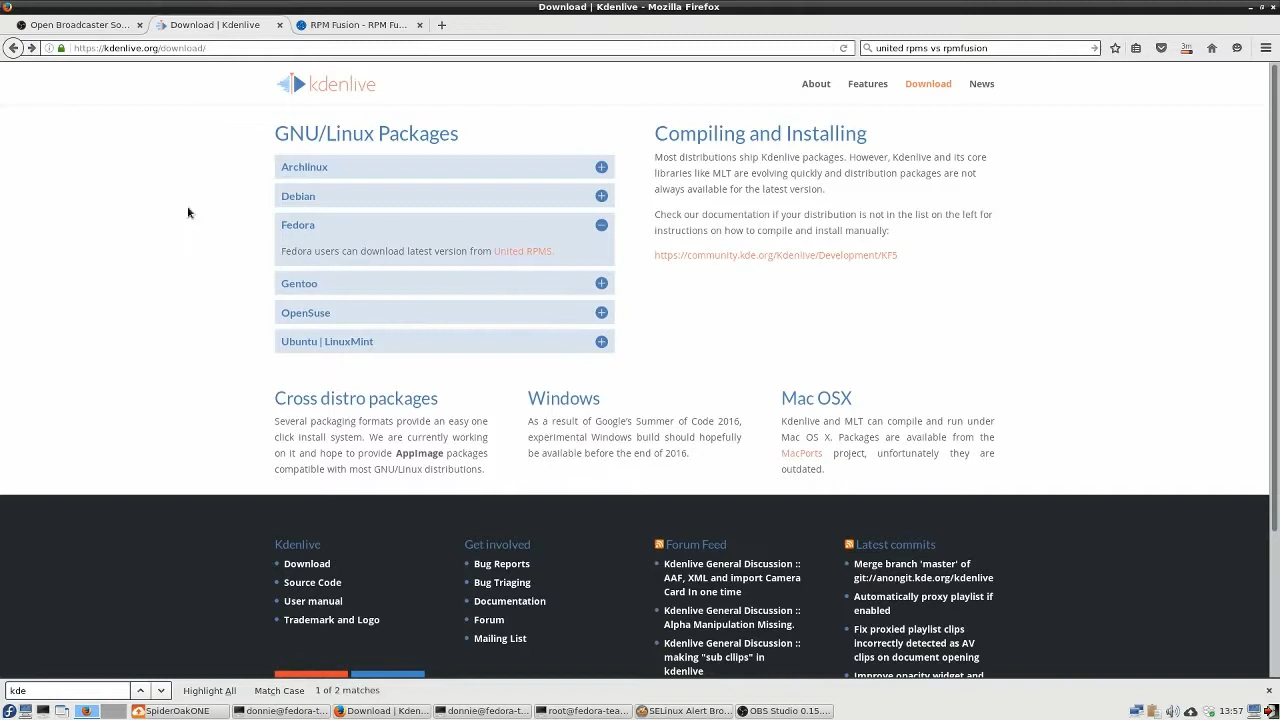 Download | Kdenlive - Mozilla Firefox
Open Broadcaster So...
Download | Kdenlive
RPM Fusion - RPM Fu...
https://kdenlive.org/download/
united rpms vs rpmfusion
3m
kdenlive
About
Features
Download
News
GNU/Linux Packages
Archlinux
Debian
Fedora
Fedora users can download latest version from United RPMS.
Gentoo
OpenSuse
Ubuntu | LinuxMint
Compiling and Installing
Most distributions ship Kdenlive packages. However, Kdenlive and its core
libraries like MLT are evolving quickly and distribution packages are not
always available for the latest version.
Check our documentation if your distribution is not in the list on the left for
instructions on how to compile and install manually:
https://community.kde.org/Kdenlive/Development/KF5
Cross distro packages
Several packaging formats provide an easy one
click install system. We are currently working
on it and hope to provide AppImage packages
compatible with most GNU/Linux distributions.
Windows
As a result of Google's Summer of Code 2016,
experimental Windows build should hopefully
be available before the end of 2016.
Mac OSX
Kdenlive and MLT can compile and run under
Mac OS X. Packages are available from the
MacPorts project, unfortunately they are
outdated.
Kdenlive
Download
Source Code
User manual
Trademark and Logo
Get involved
Bug Reports
Bug Triaging
Documentation
Forum
Mailing List
Forum Feed
Kdenlive General Discussion ::
AAF, XML and import Camera
Card In one time
Kdenlive General Discussion ::
Alpha Manipulation Missing.
Kdenlive General Discussion ::
making "sub cllips" in
kdenlive
Latest commits
Merge branch 'master' of
git://anongit.kde.org/kdenlive
Automatically proxy playlist if
enabled
Fix proxied playlist clips
incorrectly detected as AV
clips on document opening
Improve opacity widget and
kde
Highlight All
Match Case
1 of 2 matches
SpiderOakONE
donnie@fedora-t...
Download | Kden...
donnie@fedora-t...
root@fedora-tea...
SELinux Alert Bro...
OBS Studio 0.15....
13:57